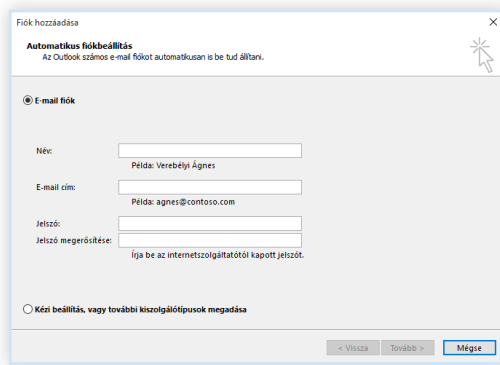 Fiók hozzáadása
Automatikus fiókbeállítás
Az Outlook számos e-mail fiókot automatikusan is be tud állítani.
E-mail fiók
Név:
Példa: Verebélyi Ágnes
E-mail cím:
Példa: agnes@contoso.com
Jelszó:
Jelszó megerősítése:
Írja be az internetszolgáltatótól kapott jelszót.
Kézi beállítás, vagy további kiszolgálótípusok megadása
< Vissza Tovább > Mégse